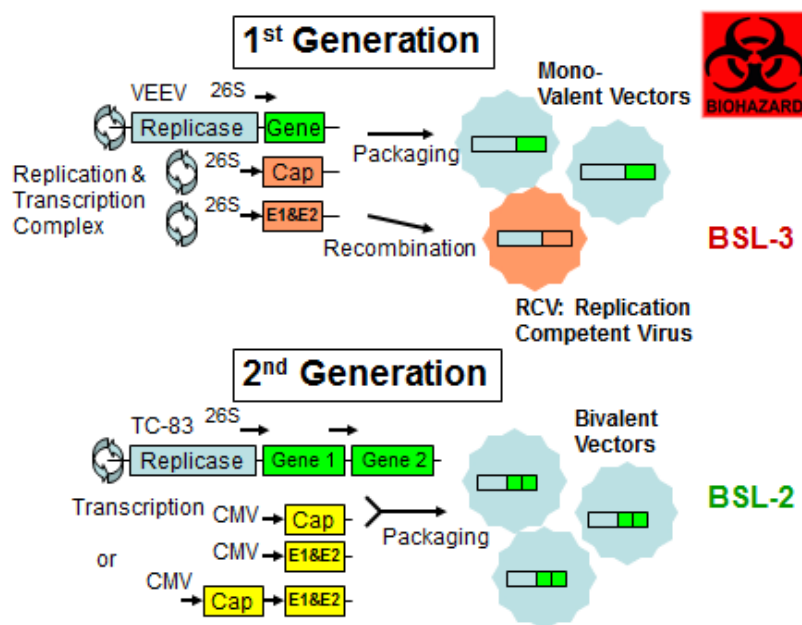 1st Generation
BIOHAZARD
Mono-
Valent Vectors
VEEV 26S
Replicase Gene
Packaging
26S Cap
Replication &
Transcription
Complex
26S E1&E2
Recombination
BSL-3
RCV: Replication
Competent Virus
2nd Generation
Bivalent
Vectors
TC-83 26S
Replicase Gene 1 Gene 2
BSL-2
Transcription
CMV Cap
Packaging
or
CMV E1&E2
CMV
Cap E1&E2